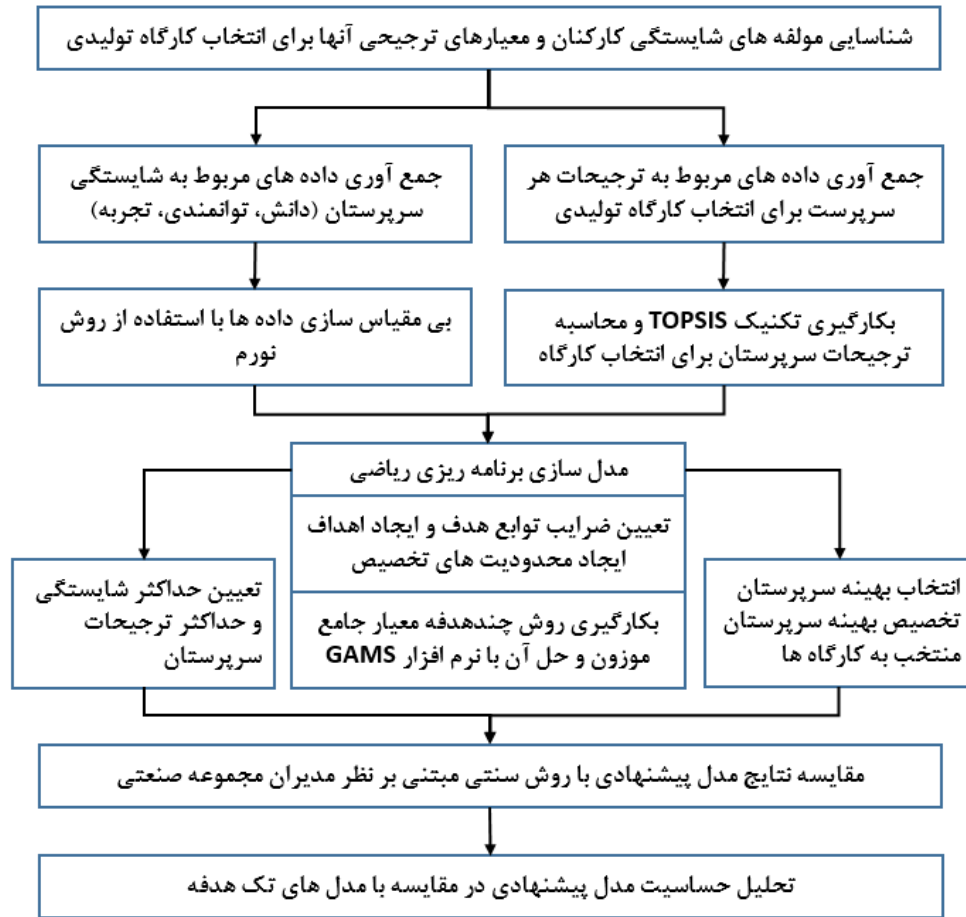 شناسایی مولفه های شایستگی کارکنان و معیارهای ترجیحی آنها برای انتخاب کارگاه تولیدی
جمع آوری داده های مربوط به ترجیحات هر
سرپرست برای انتخاب کارگاه تولیدی
جمع آوری داده های مربوط به شایستگی
سرپرستان (دانش، توانمندی، تجربه)
بکارگیری تکنیک TOPSIS و محاسبه
ترجیحات سرپرستان برای انتخاب کارگاه
بی مقیاس سازی داده ها با استفاده از روش
نورم
مدل سازی برنامه ریزی ریاضی
تعیین ضرایب توابع هدف و ایجاد اهداف
ایجاد محدودیت های تخصیص
بکارگیری روش چندهدفه معیار جامع
موزون و حل آن با نرم افزار GAMS
انتخاب بهینه سرپرستان
تخصیص بهینه سرپرستان
منتخب به کارگاه ها
تعیین حداکثر شایستگی
و حداکثر ترجیحات
سرپرستان
مقایسه نتایج مدل پیشنهادی با روش سنتی مبتنی بر نظر مدیران مجموعه صنعتی
تحلیل حساسیت مدل پیشنهادی در مقایسه با مدل های تک هدفه